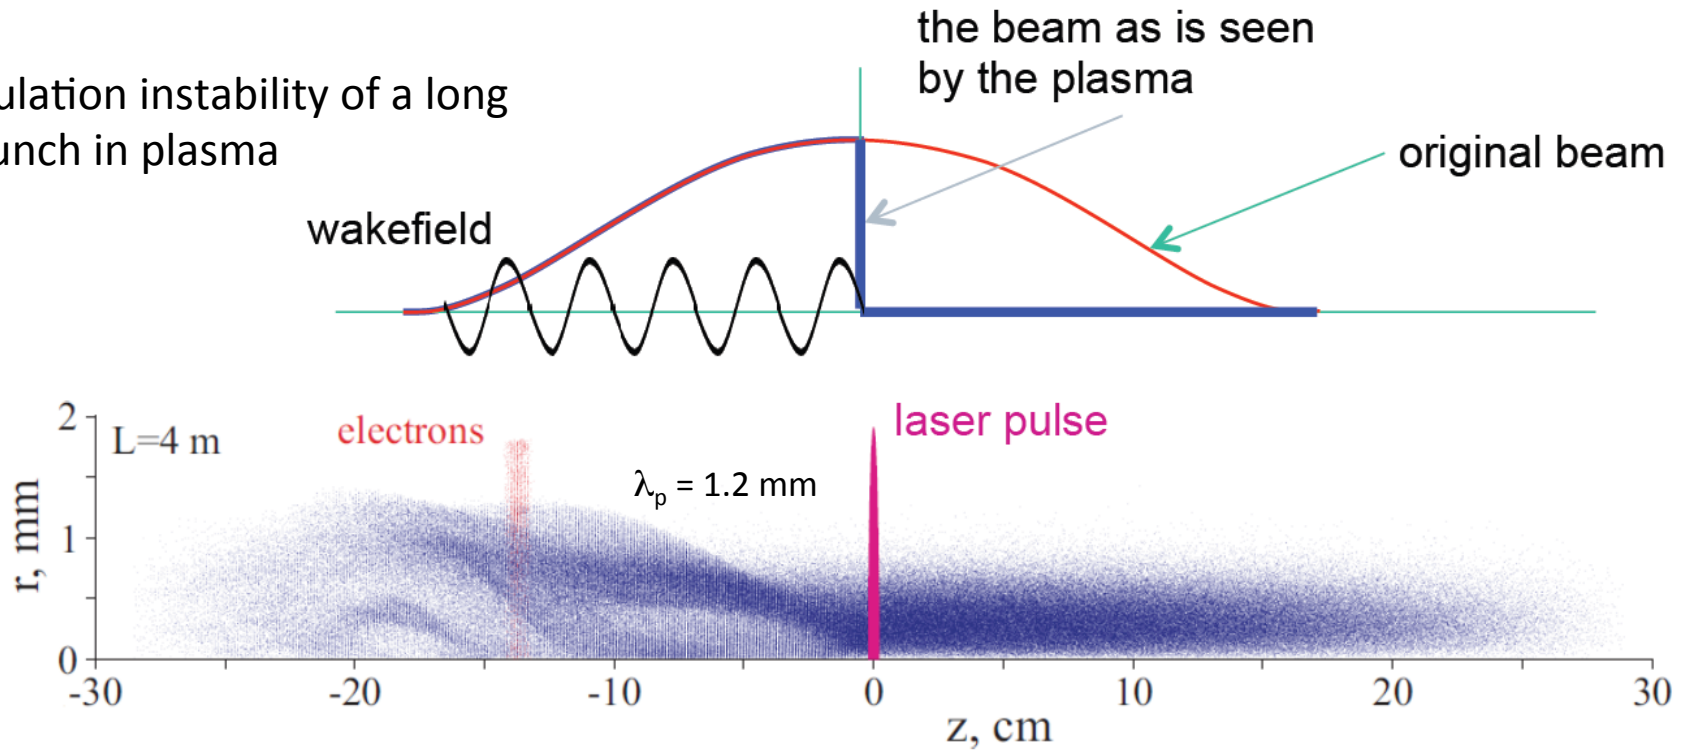 the beam as is seen
by the plasma
ulation instability of a long
unch in plasma
original beam
wakefield
2
L=4 m
electrons
laser pulse
λp = 1.2 mm
1
r, mm
0
-30
-20
-10
0
10
20
30
z, cm